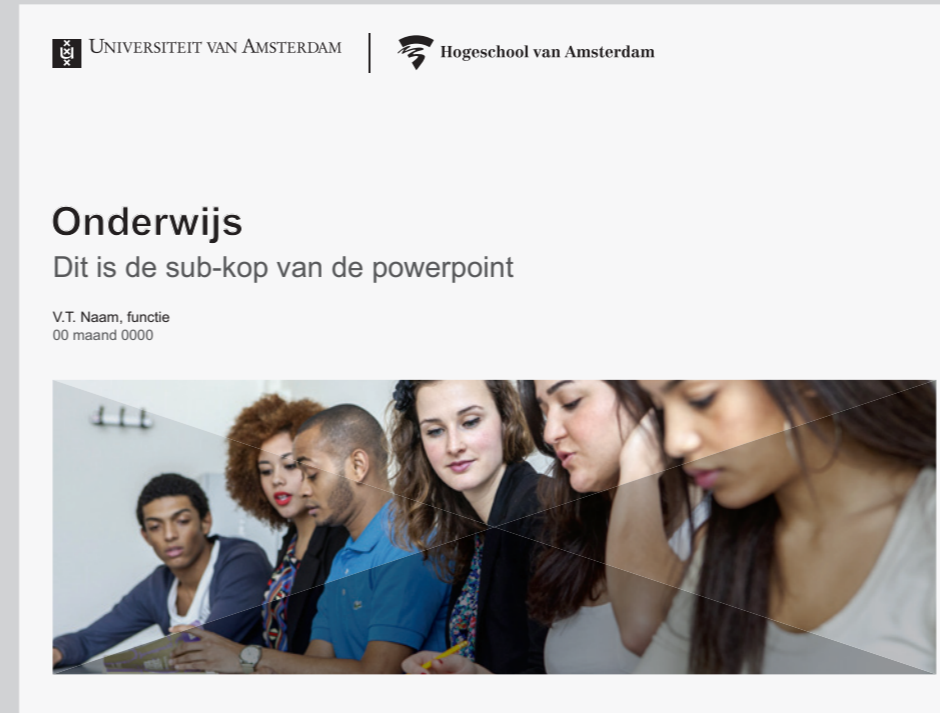 UNIVERSITEIT VAN AMSTERDAM
Hogeschool van Amsterdam
Onderwijs
Dit is de sub-kop van de powerpoint
V.T. Naam, functie
00 maand 0000